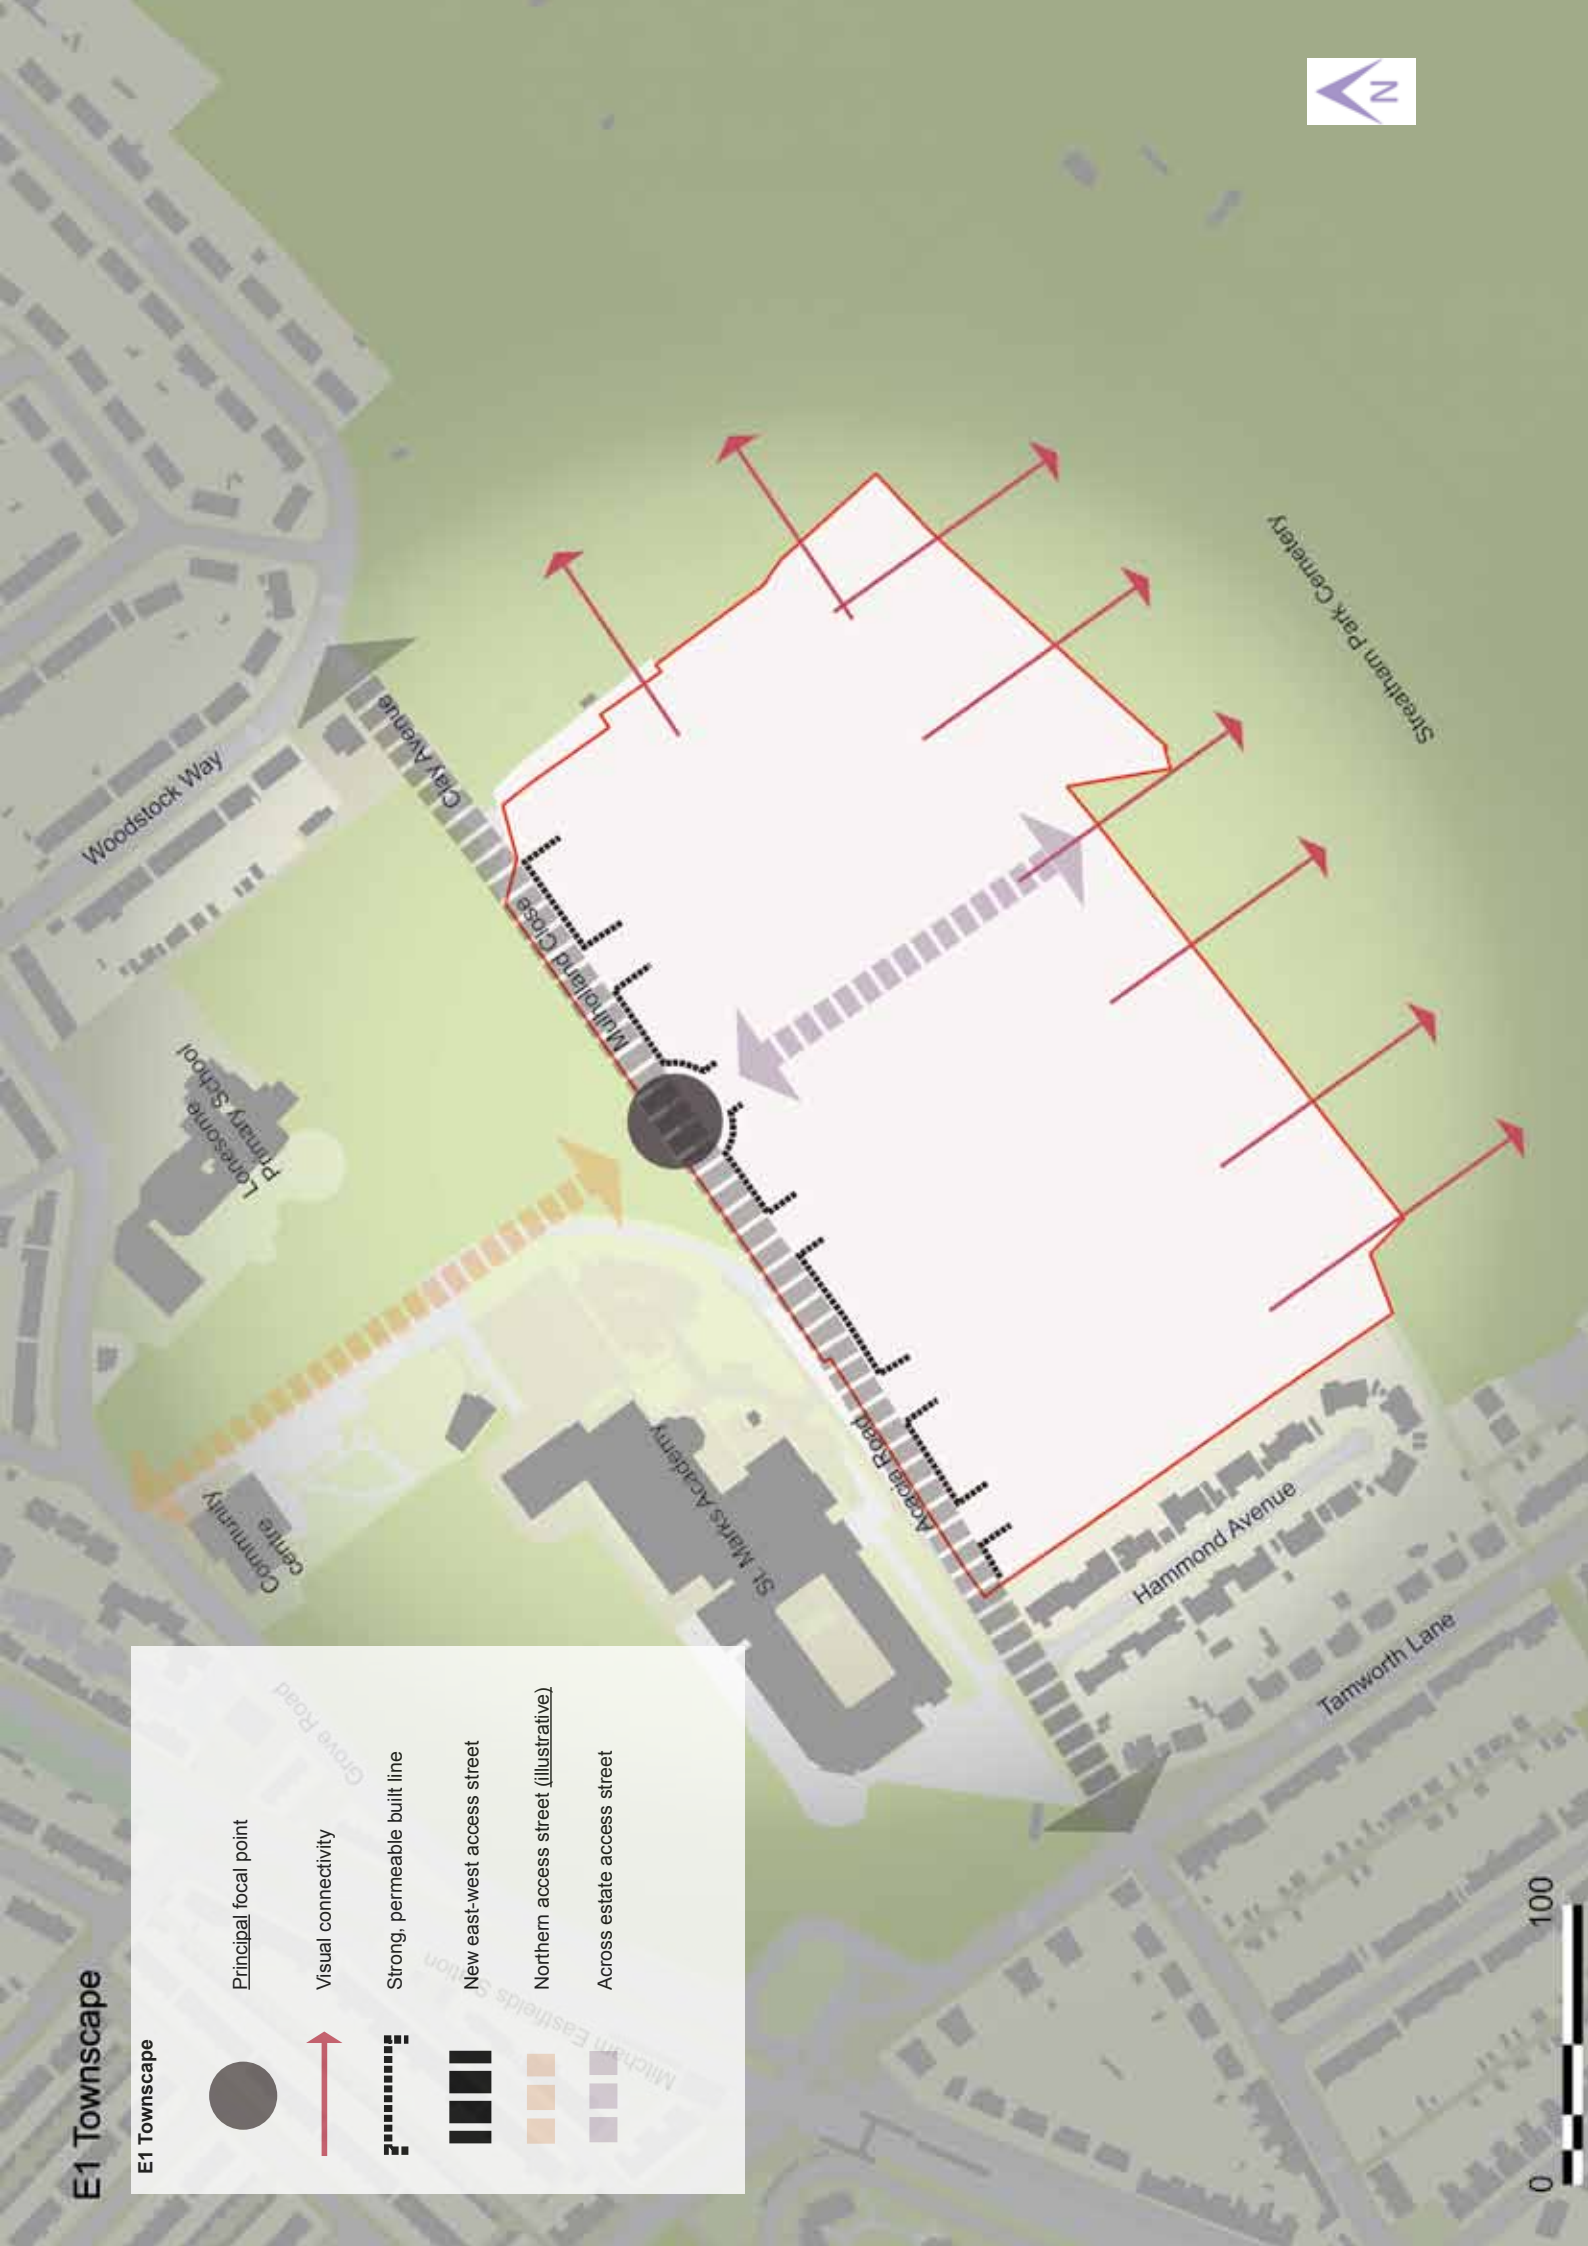 E1 Townscape
E1 Townscape
Principal focal point
Visual connectivity
Strong, permeable built line
New east-west access street
Northern access street (illustrative)
Across estate access street
Grove Road
Mitcham Eastfields Station
Community
centre
Lonesome
Primary School
Woodstock Way
Clay Avenue
Mulholland Close
St. Marks Academy
Acacia Road
Hammond Avenue
Tamworth Lane
Streatham Park Cemetery
N
0
100